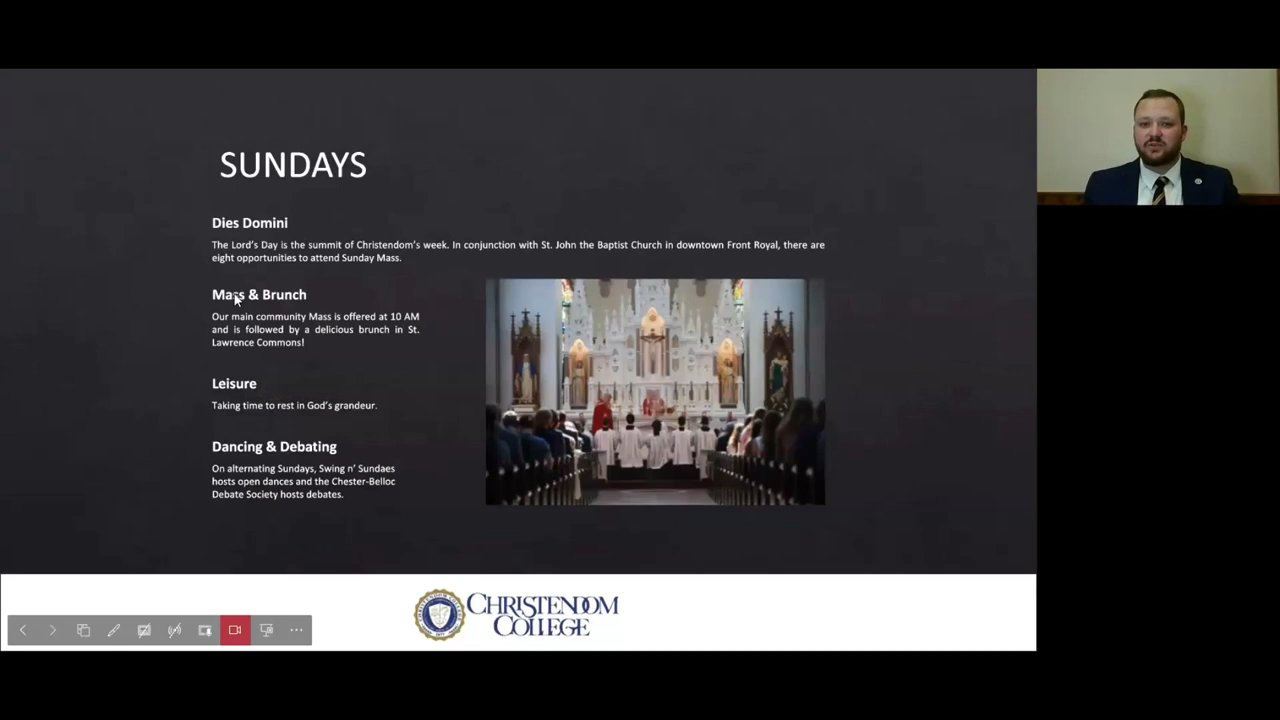 SUNDAYS
Dies Domini
The Lord's Day is the summit of Christendom's week. In conjunction with St. John the Baptist Church in downtown Front Royal, there are
eight opportunities to attend Sunday Mass.
Mass & Brunch
Our main community Mass is offered at 10 AM
and is followed by a delicious brunch in St.
Lawrence Commons!
Leisure
Taking time to rest in God's grandeur.
Dancing & Debating
On alternating Sundays, Swing n' Sundaes
hosts open dances and the Chester-Belloc
Debate Society hosts debates.
CHRISTENDOM
COLLEGE